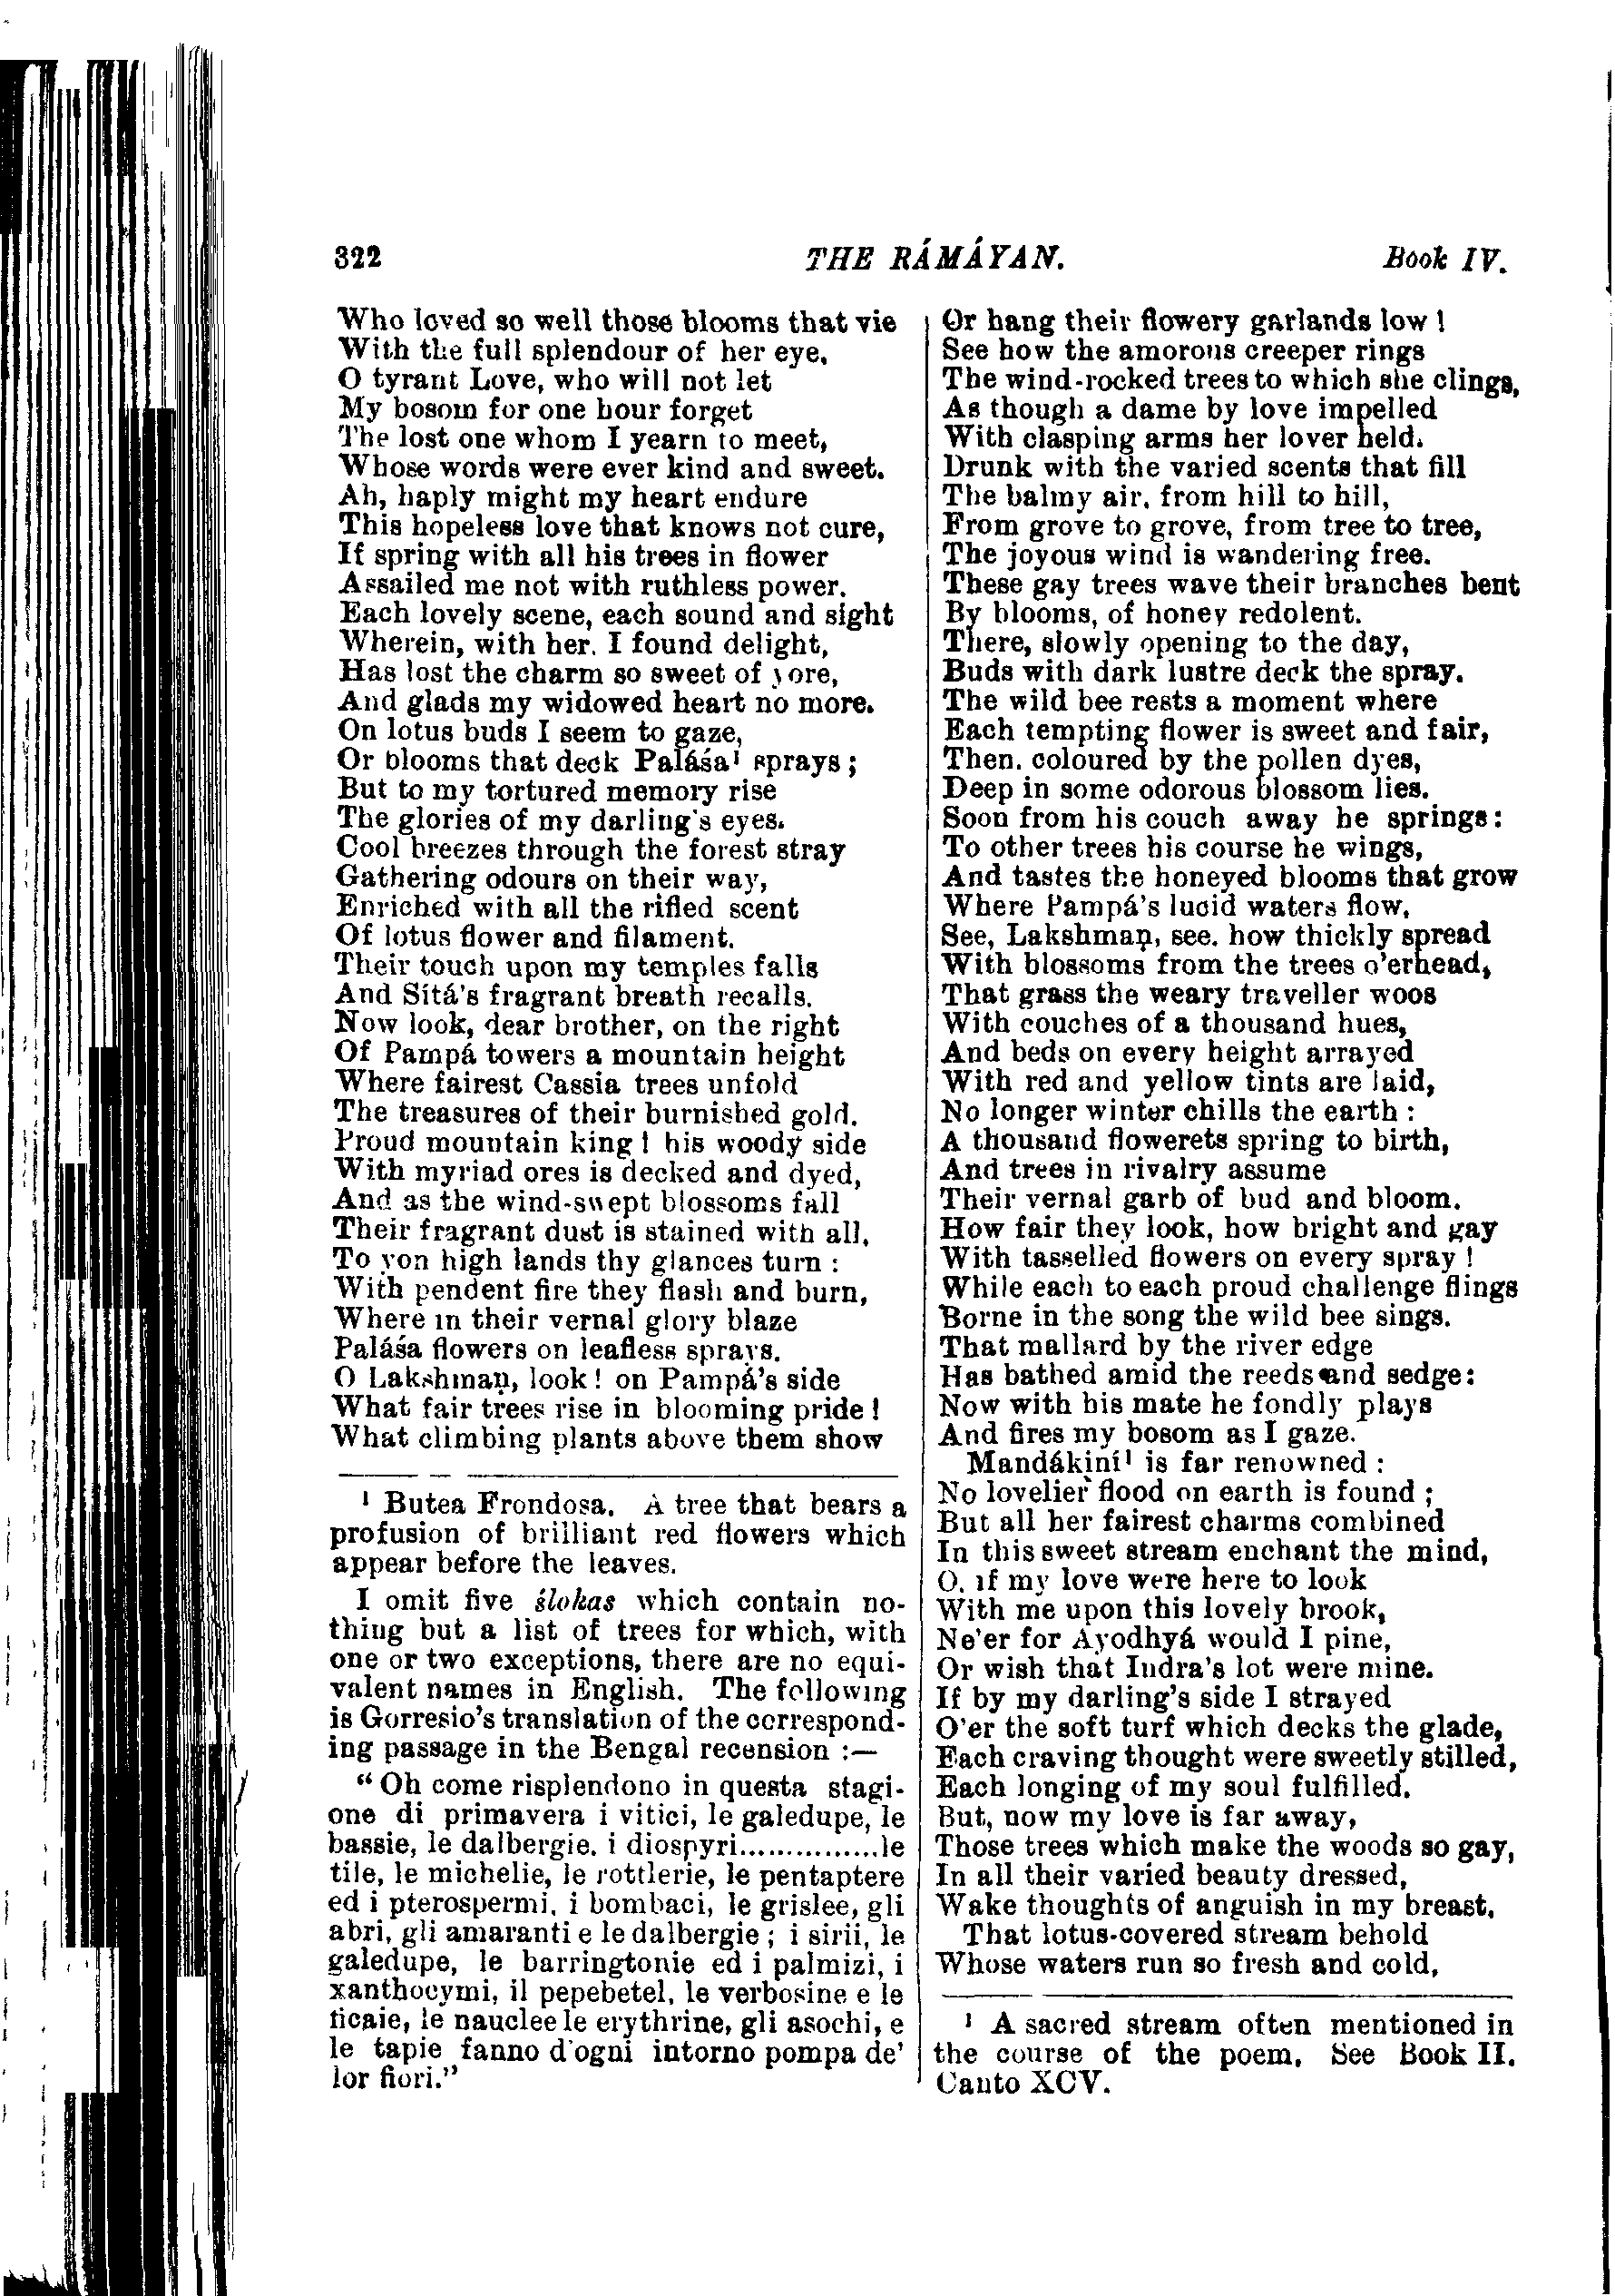 322 THE RÁMÁYAN. Book IV.
Who loved so well those blooms that vie
With the full splendour of her eye,
O tyrant Love, who will not let
My bosom for one hour forget
The lost one whom I yearn to meet,
Whose words were ever kind and sweet.
Ah, haply might my heart endure
This hopeless love that knows not cure,
If spring with all his trees in flower
Assailed me not with ruthless power.
Each lovely scene, each sound and sight
Wherein, with her, I found delight,
Has lost the charm so sweet of yore,
And glads my widowed heart no more.
On lotus buds I seem to gaze,
Or blooms that deck Paláśa¹ sprays;
But to my tortured memory rise
The glories of my darling's eyes.
Cool breezes through the forest stray
Gathering odours on their way,
Enriched with all the rifled scent
Of lotus flower and filament.
Their touch upon my temples falls
And Sítá's fragrant breath recalls.
Now look, dear brother, on the right
Of Pampá towers a mountain height
Where fairest Cassia trees unfold
The treasures of their burnished gold.
Proud mountain king! his woody side
With myriad ores is decked and dyed,
And as the wind-swept blossoms fall
Their fragrant dust is stained with all,
To yon high lands thy glances turn :
With pendent fire they flash and burn,
Where in their vernal glory blaze
Paláśa flowers on leafless sprays.
O Lakshmaṇ, look! on Pampá's side
What fair trees rise in blooming pride!
What climbing plants above them show
¹ Butea Frondosa. A tree that bears a
profusion of brilliant red flowers which
appear before the leaves.
I omit five ślokas which contain no-
thing but a list of trees for which, with
one or two exceptions, there are no equi-
valent names in English. The following
is Gorresio's translation of the correspond-
ing passage in the Bengal recension :—
“Oh come risplendono in questa stagi-
one di primavera i vitici, le galedupe, le
bassie, le dalbergie, i diospyri...............le
tile, le michelie, le rottlerie, le pentaptere
ed i pterospermi, i bombaci, le grislee, gli
abri, gli amaranti e le dalbergie; i sirii, le
galedupe, le barringtonie ed i palmizi, i
xanthocymi, il pepebetel, le verbosine e le
ticaie, le nauclee le erythrine, gli asochi, e
le tapie fanno d'ogni intorno pompa de'
lor fiori.”
Or hang their flowery garlands low!
See how the amorous creeper rings
The wind-rocked trees to which she clings,
As though a dame by love impelled
With clasping arms her lover held.
Drunk with the varied scents that fill
The balmy air, from hill to hill,
From grove to grove, from tree to tree,
The joyous wind is wandering free.
These gay trees wave their branches bent
By blooms, of honey redolent.
There, slowly opening to the day,
Buds with dark lustre deck the spray.
The wild bee rests a moment where
Each tempting flower is sweet and fair,
Then, coloured by the pollen dyes,
Deep in some odorous blossom lies.
Soon from his couch away he springs:
To other trees his course he wings,
And tastes the honeyed blooms that grow
Where Pampá's lucid waters flow,
See, Lakshmaṇ, see, how thickly spread
With blossoms from the trees o'erhead,
That grass the weary traveller woos
With couches of a thousand hues,
And beds on every height arrayed
With red and yellow tints are laid,
No longer winter chills the earth :
A thousand flowerets spring to birth,
And trees in rivalry assume
Their vernal garb of bud and bloom.
How fair they look, how bright and gay
With tasselled flowers on every spray!
While each to each proud challenge flings
Borne in the song the wild bee sings.
That mallard by the river edge
Has bathed amid the reeds and sedge:
Now with his mate he fondly plays
And fires my bosom as I gaze.
Mandákiní¹ is far renowned :
No lovelier flood on earth is found ;
But all her fairest charms combined
In this sweet stream enchant the mind,
O, if my love were here to look
With me upon this lovely brook,
Ne'er for Ayodhyá would I pine,
Or wish that Indra's lot were mine.
If by my darling's side I strayed
O'er the soft turf which decks the glade,
Each craving thought were sweetly stilled,
Each longing of my soul fulfilled.
But, now my love is far away,
Those trees which make the woods so gay,
In all their varied beauty dressed,
Wake thoughts of anguish in my breast.
That lotus-covered stream behold
Whose waters run so fresh and cold,
¹ A sacred stream often mentioned in
the course of the poem. See Book II.
Canto XCV.